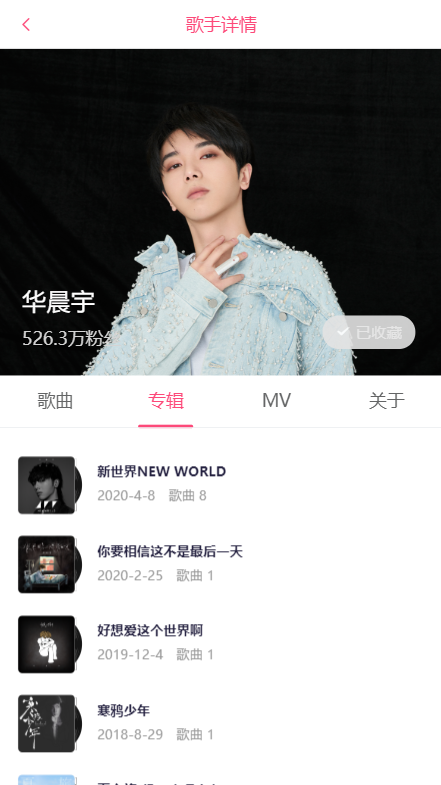 歌手详情
华晨宇
526.3万粉
已收藏
歌曲 专辑 MV 关于
新世界NEW WORLD
2020-4-8 歌曲 8
你要相信这不是最后一天
2020-2-25 歌曲 1
好想爱这个世界啊
2019-12-4 歌曲 1
寒鸦少年
2018-8-29 歌曲 1